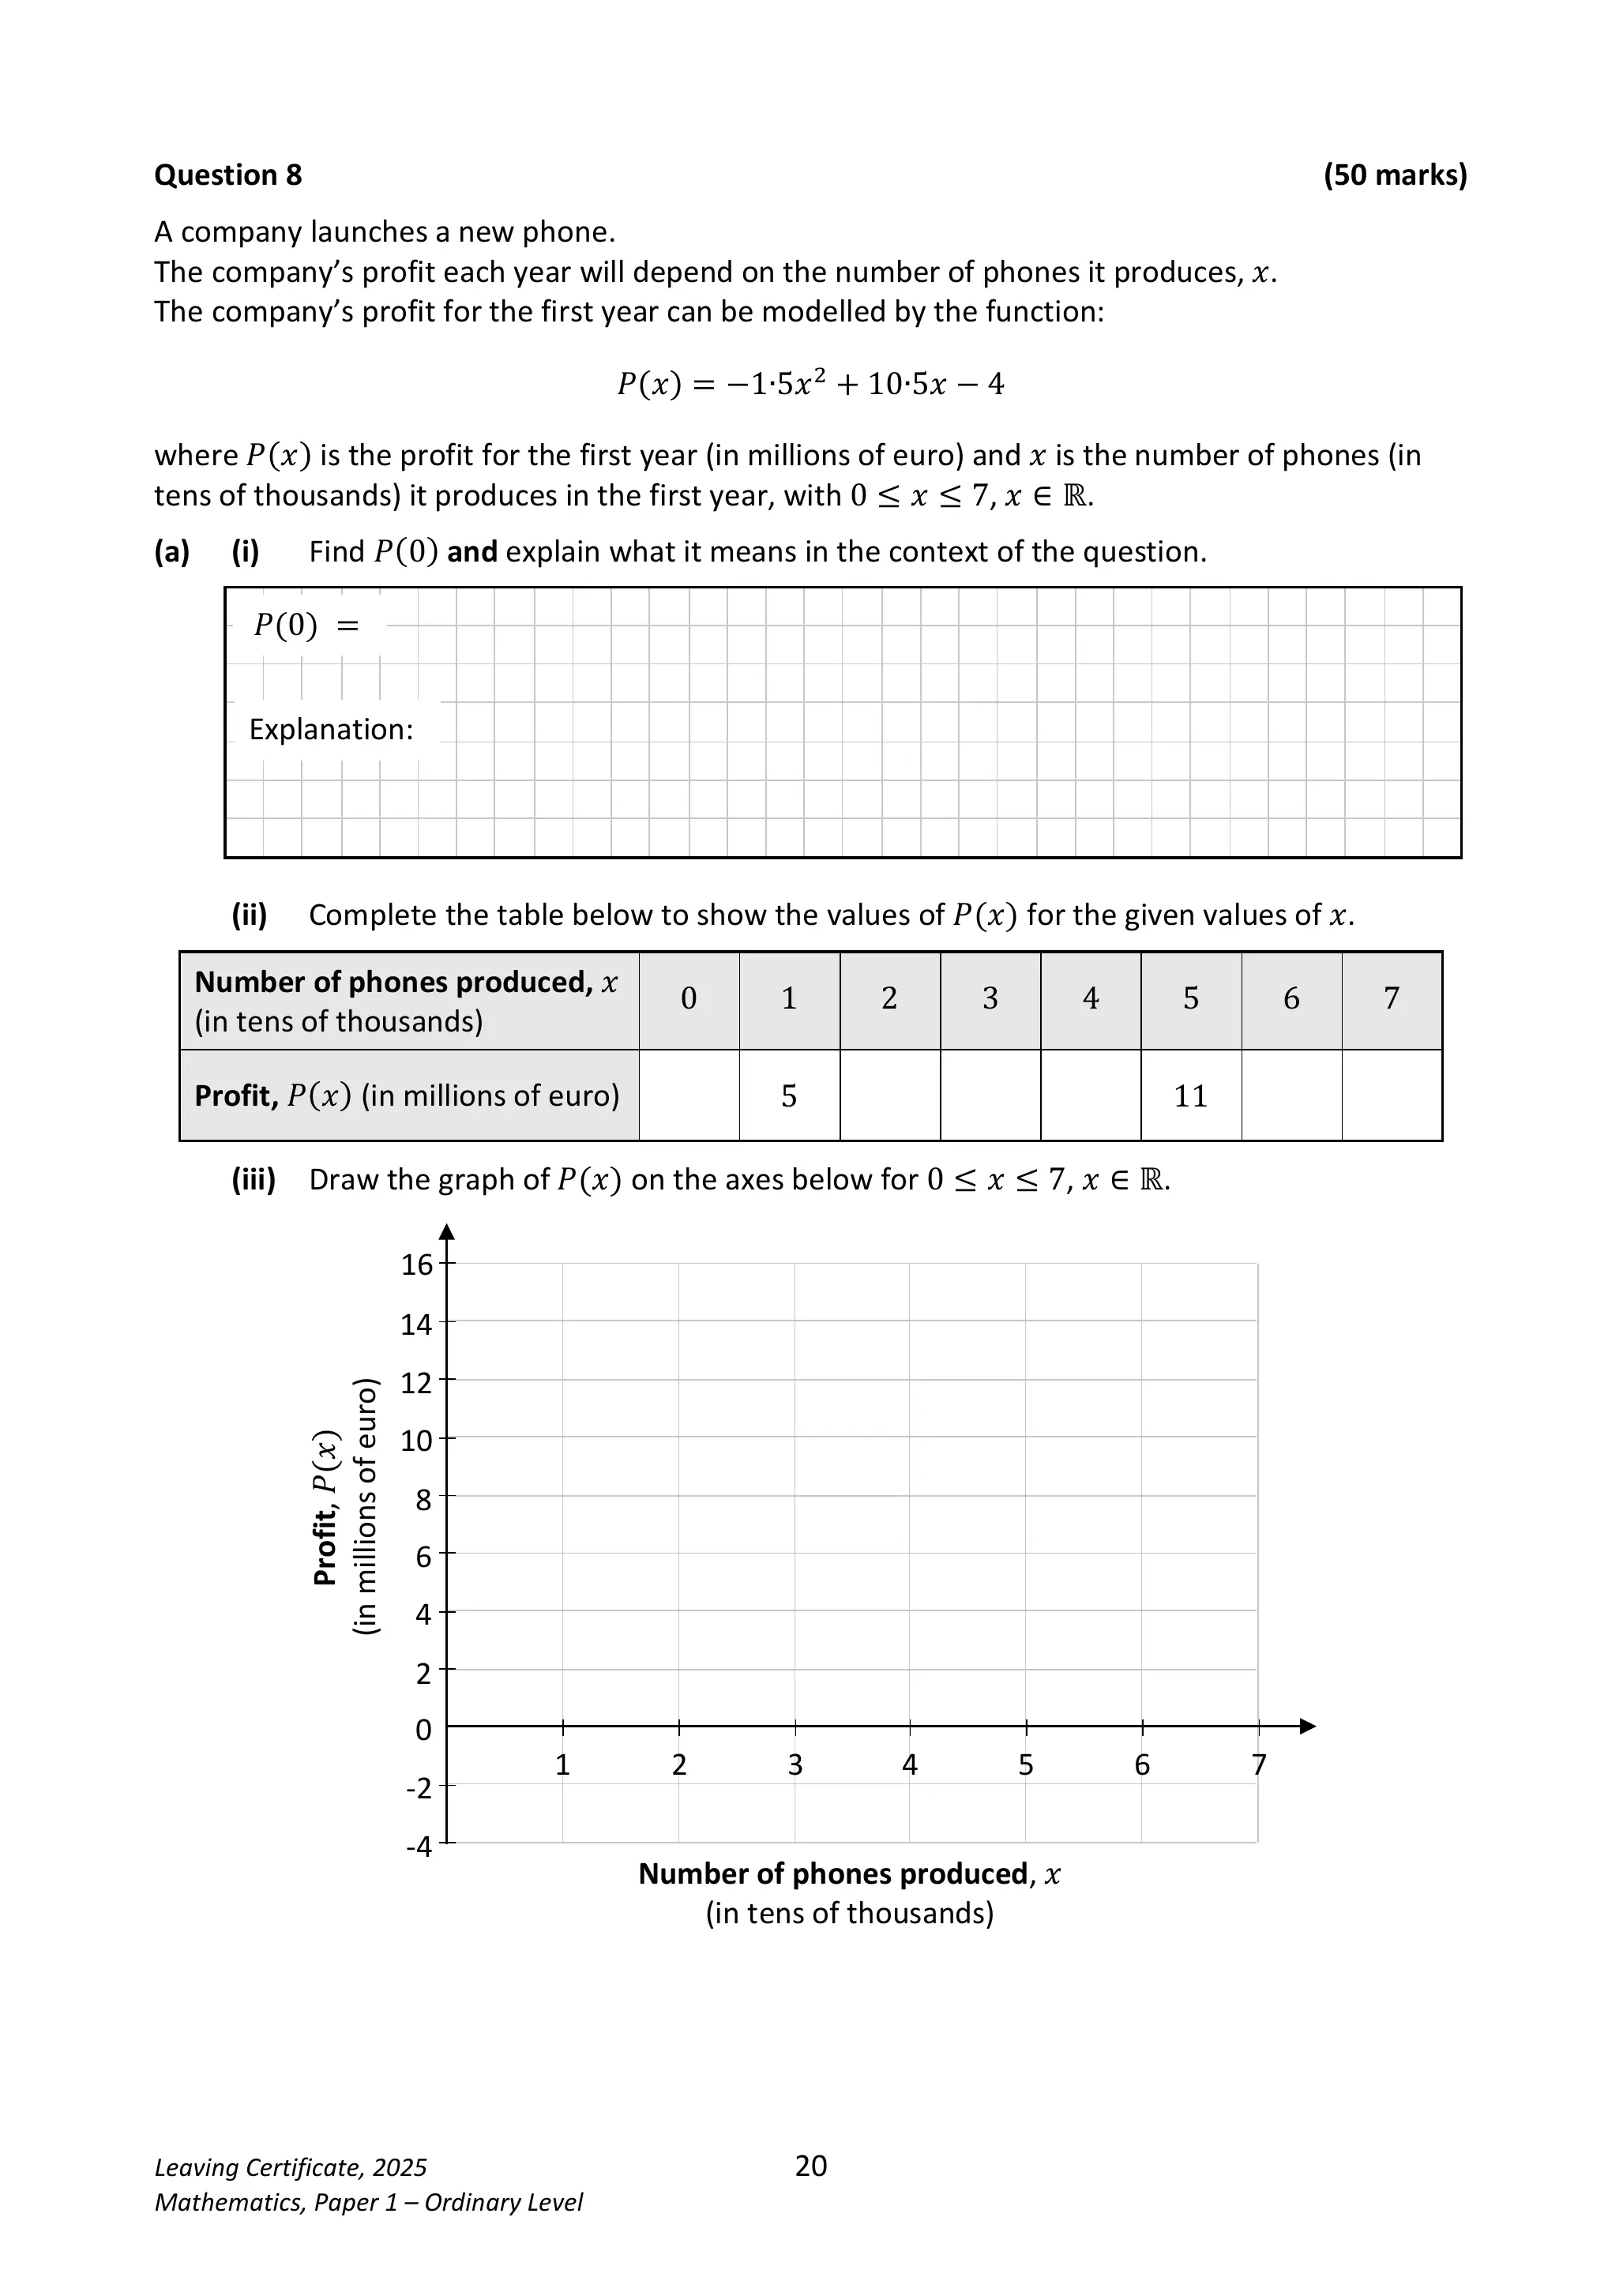 Question 8 (50 marks)
A company launches a new phone.
The company’s profit each year will depend on the number of phones it produces, 𝑥.
The company’s profit for the first year can be modelled by the function:
𝑃(𝑥) = −1·5𝑥² + 10·5𝑥 − 4
where 𝑃(𝑥) is the profit for the first year (in millions of euro) and 𝑥 is the number of phones (in
tens of thousands) it produces in the first year, with 0 ≤ 𝑥 ≤ 7, 𝑥 ∈ ℝ.
(a) (i) Find 𝑃(0) and explain what it means in the context of the question.
𝑃(0) =
Explanation:
(ii) Complete the table below to show the values of 𝑃(𝑥) for the given values of 𝑥.
Number of phones produced, 𝑥
(in tens of thousands)
0 1 2 3 4 5 6 7
Profit, 𝑃(𝑥) (in millions of euro) 5 11
(iii) Draw the graph of 𝑃(𝑥) on the axes below for 0 ≤ 𝑥 ≤ 7, 𝑥 ∈ ℝ.
Profit, 𝑃(𝑥)
(in millions of euro)
16
14
12
10
8
6
4
2
0
1 2 3 4 5 6 7
-2
-4
Number of phones produced, 𝑥
(in tens of thousands)
Leaving Certificate, 2025 20
Mathematics, Paper 1 – Ordinary Level